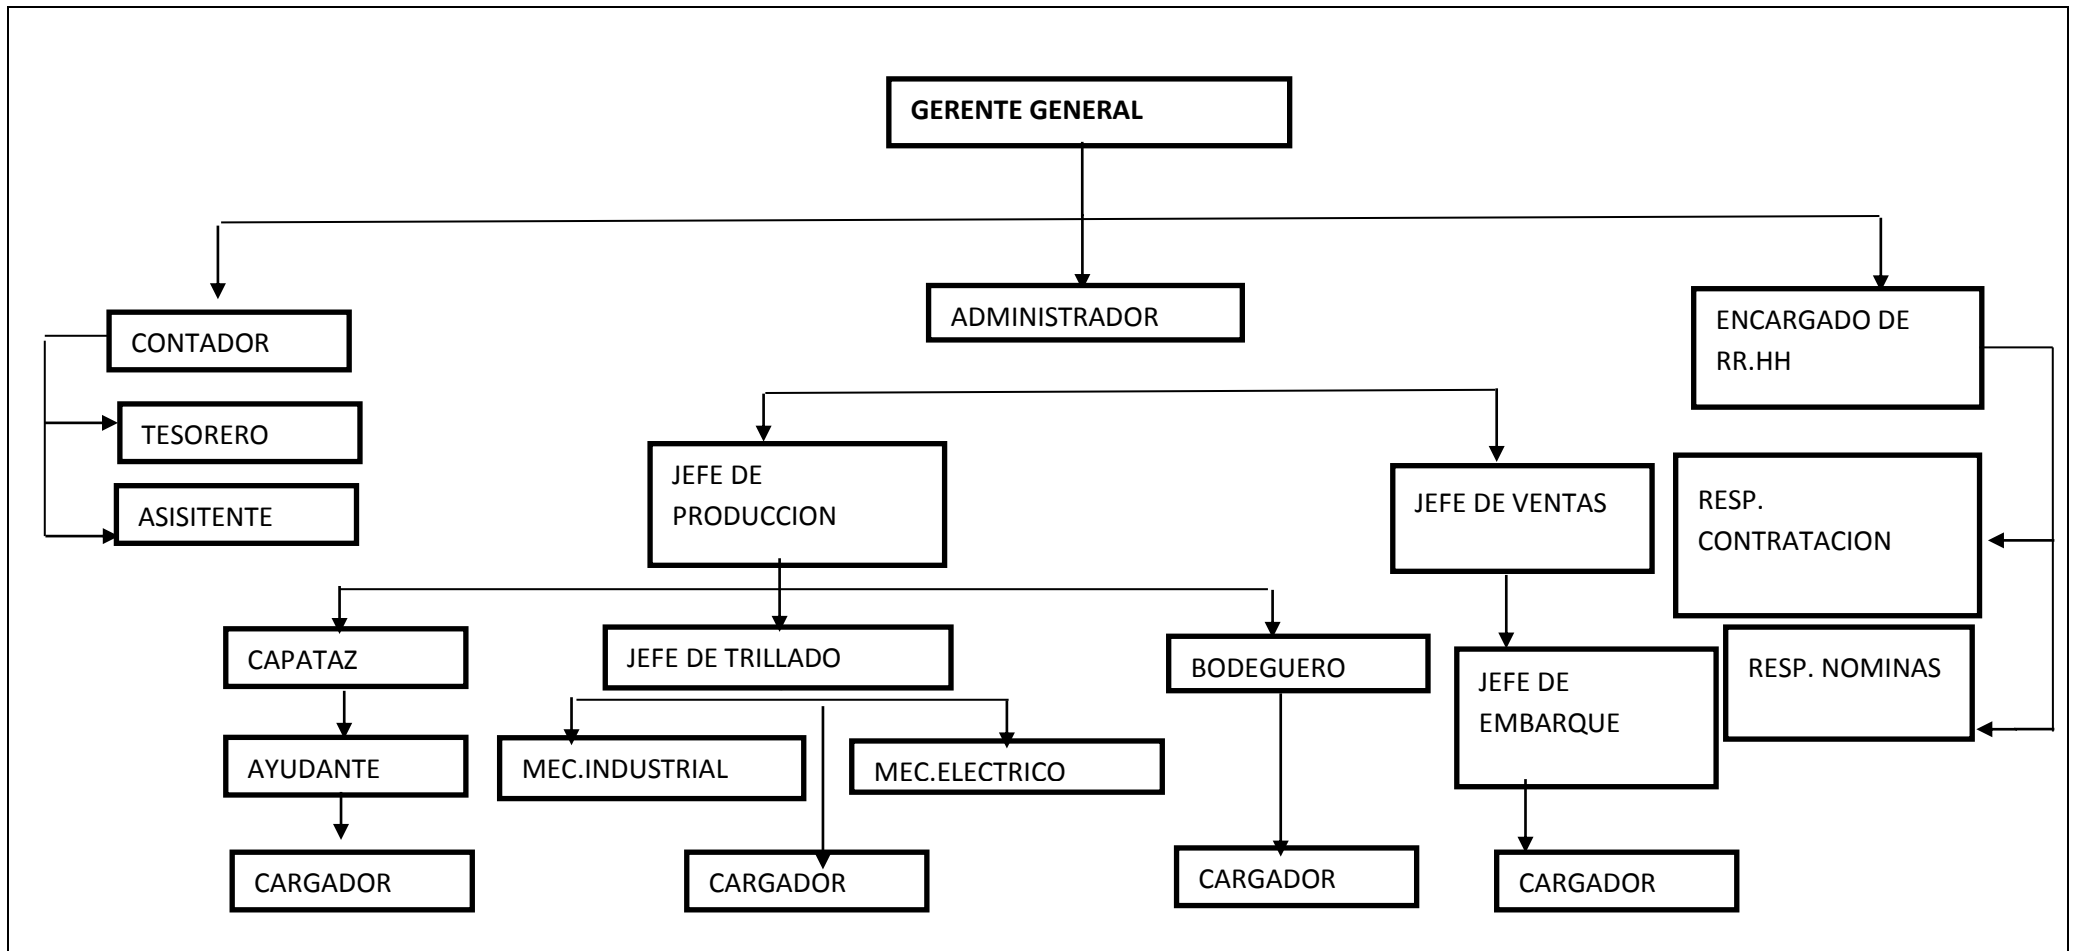 GERENTE GENERAL
CONTADOR
ADMINISTRADOR
ENCARGADO DE
RR.HH
TESORERO
ASISITENTE
JEFE DE
PRODUCCION
JEFE DE VENTAS
RESP.
CONTRATACION
CAPATAZ
JEFE DE TRILLADO
BODEGUERO
JEFE DE
EMBARQUE
RESP. NOMINAS
AYUDANTE
MEC.INDUSTRIAL
MEC.ELECTRICO
CARGADOR
CARGADOR
CARGADOR
CARGADOR